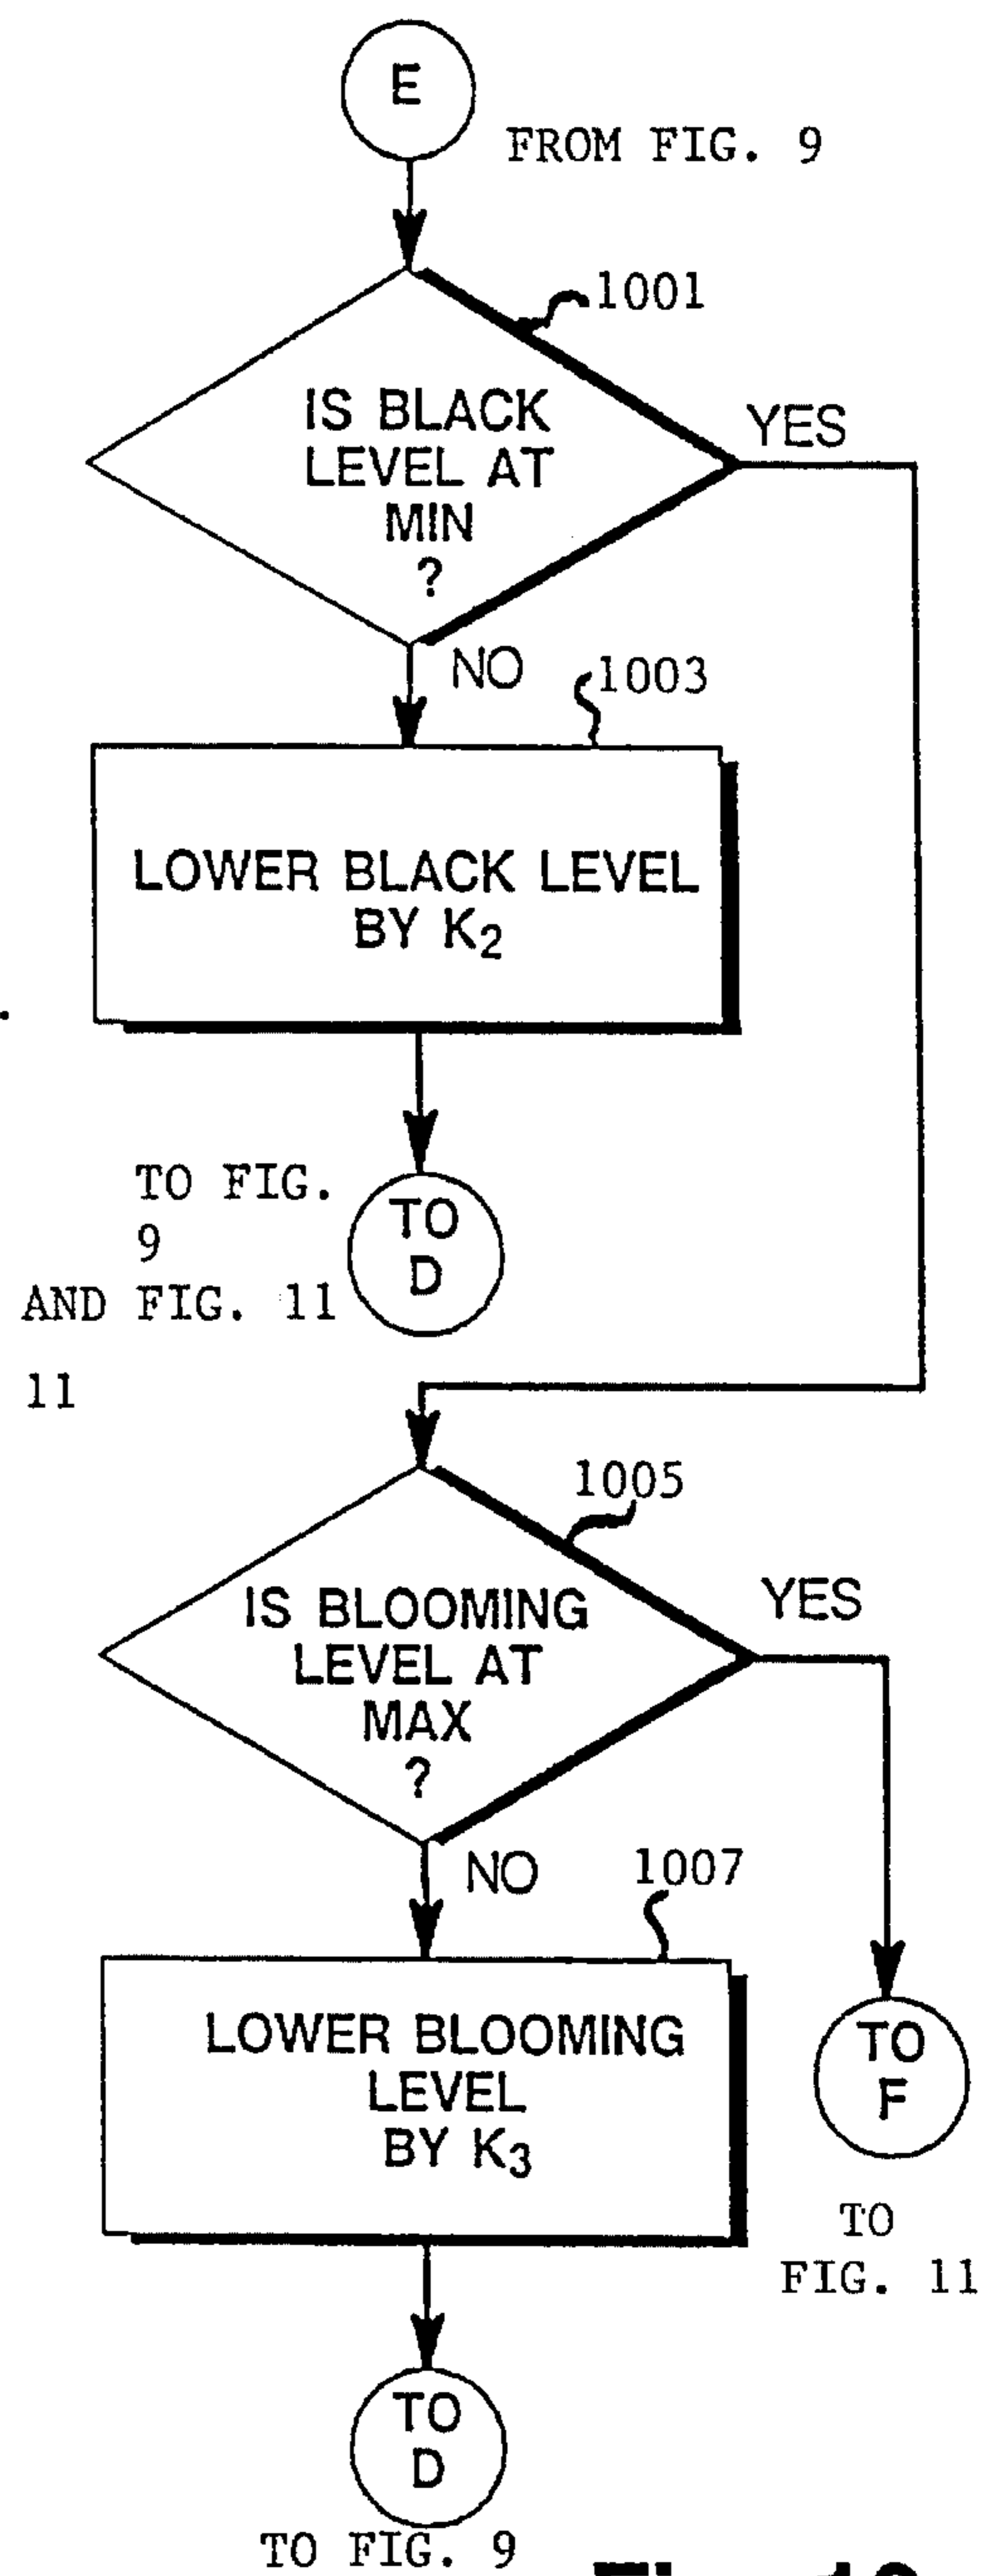 E
FROM FIG. 9
1001
IS BLACK
LEVEL AT
MIN
?
YES
NO
1003
LOWER BLACK LEVEL
BY K2
TO FIG.
9
AND FIG. 11
TO
D
11
1005
IS BLOOMING
LEVEL AT
MAX
?
YES
NO
1007
LOWER BLOOMING
LEVEL
BY K3
TO
F
TO
FIG. 11
TO
D
TO FIG. 9